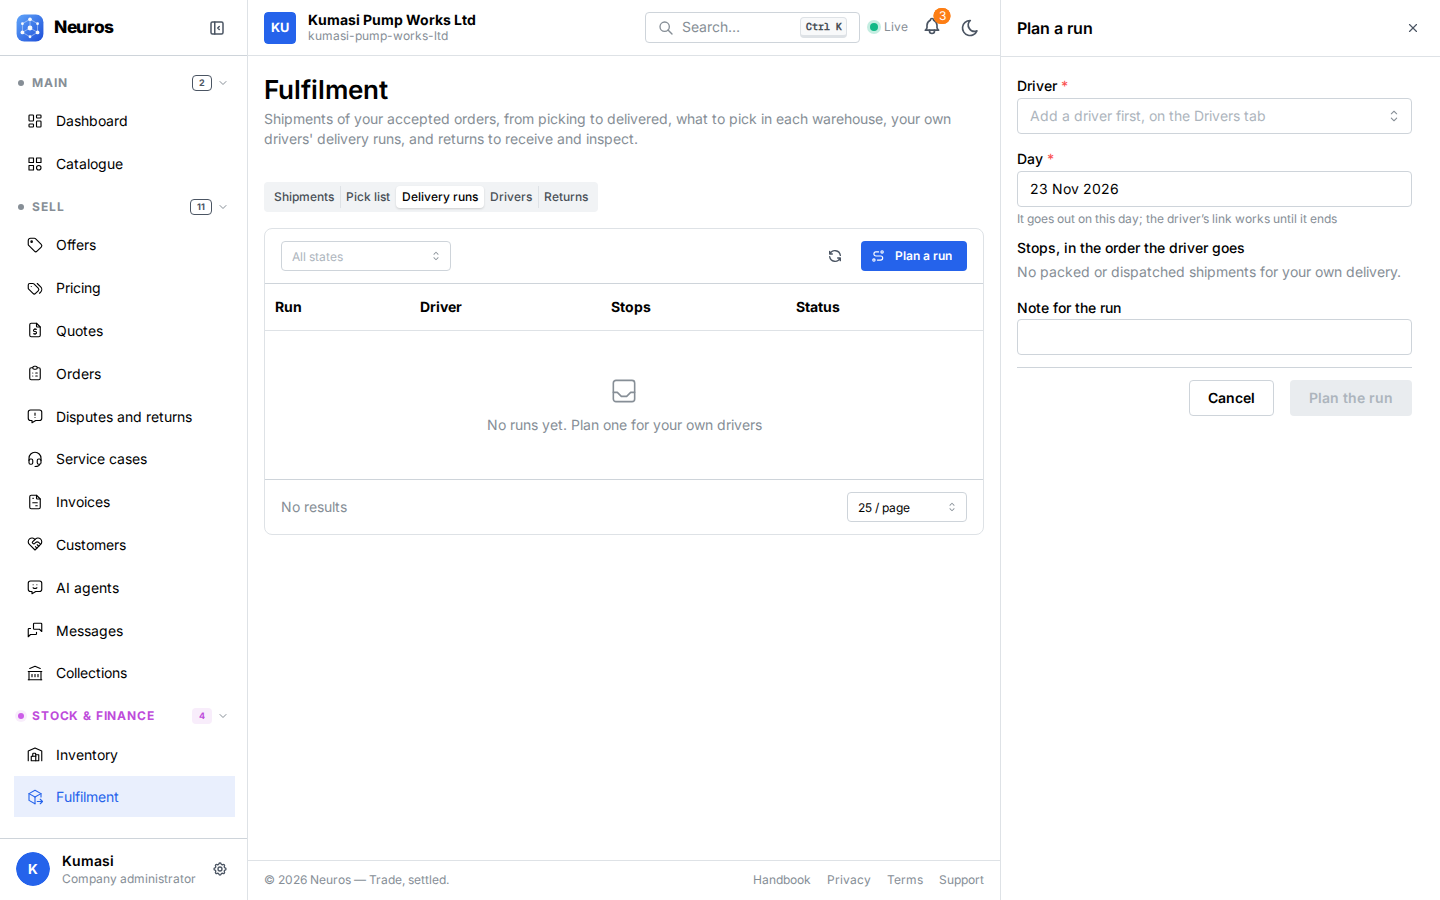 Neuros
MAIN
2
Dashboard
Catalogue
SELL
11
Offers
Pricing
Quotes
Orders
Disputes and returns
Service cases
Invoices
Customers
AI agents
Messages
Collections
STOCK & FINANCE
4
Inventory
Fulfilment
K
Kumasi
Company administrator
KU
Kumasi Pump Works Ltd
kumasi-pump-works-ltd
Search...
Ctrl K
Live
3
Fulfilment
Shipments of your accepted orders, from picking to delivered, what to pick in each warehouse, your own
drivers' delivery runs, and returns to receive and inspect.
Shipments
Pick list
Delivery runs
Drivers
Returns
All states
Plan a run
Run
Driver
Stops
Status
No runs yet. Plan one for your own drivers
No results
25 / page
© 2026 Neuros — Trade, settled.
Handbook
Privacy
Terms
Support
Plan a run
Driver *
Add a driver first, on the Drivers tab
Day *
23 Nov 2026
It goes out on this day; the driver's link works until it ends
Stops, in the order the driver goes
No packed or dispatched shipments for your own delivery.
Note for the run
Cancel
Plan the run